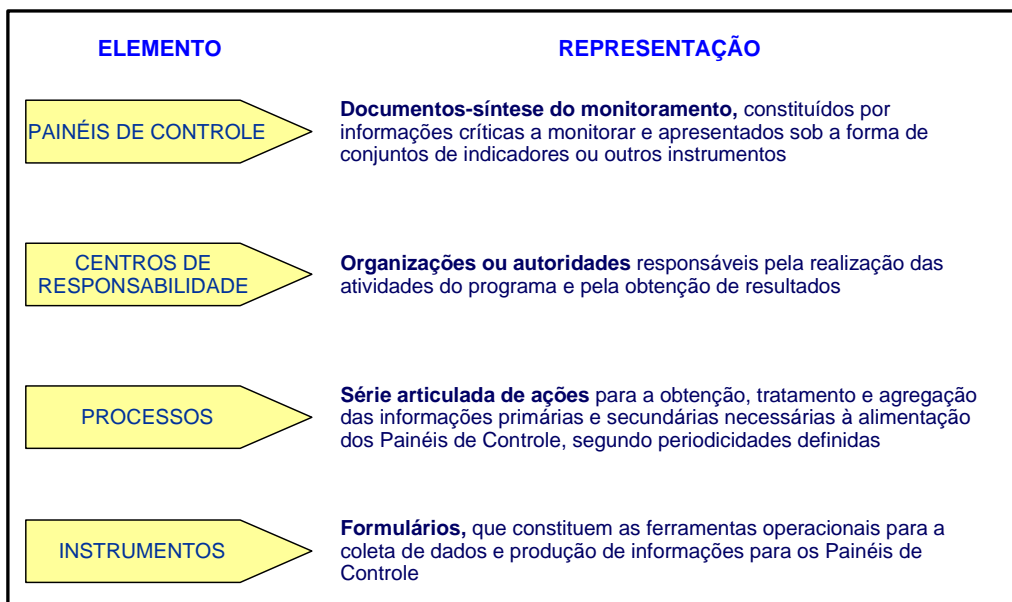 ELEMENTO
REPRESENTAÇÃO
PAINÉIS DE CONTROLE
Documentos-síntese do monitoramento, constituídos por
informações críticas a monitorar e apresentados sob a forma de
conjuntos de indicadores ou outros instrumentos
CENTROS DE
RESPONSABILIDADE
Organizações ou autoridades responsáveis pela realização das
atividades do programa e pela obtenção de resultados
PROCESSOS
Série articulada de ações para a obtenção, tratamento e agregação
das informações primárias e secundárias necessárias à alimentação
dos Painéis de Controle, segundo periodicidades definidas
INSTRUMENTOS
Formulários, que constituem as ferramentas operacionais para a
coleta de dados e produção de informações para os Painéis de
Controle